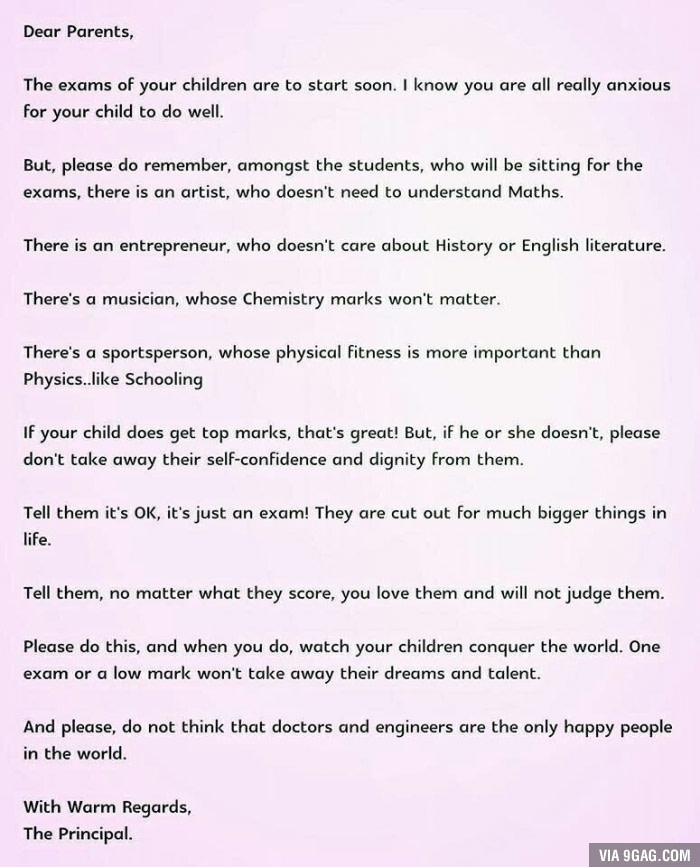 Dear Parents,
The exams of your children are to start soon. I know you are all really anxious
for your child to do well.
But, please do remember, amongst the students, who will be sitting for the
exams, there is an artist, who doesn't need to understand Maths.
There is an entrepreneur, who doesn't care about History or English literature.
There's a musician, whose Chemistry marks won't matter.
There's a sportsperson, whose physical fitness is more important than
Physics..like Schooling
If your child does get top marks, that's great! But, if he or she doesn't, please
don't take away their self-confidence and dignity from them.
Tell them it's OK, it's just an exam! They are cut out for much bigger things in
life.
Tell them, no matter what they score, you love them and will not judge them.
Please do this, and when you do, watch your children conquer the world. One
exam or a low mark won't take away their dreams and talent.
And please, do not think that doctors and engineers are the only happy people
in the world.
With Warm Regards,
The Principal.
VIA 9GAG.COM